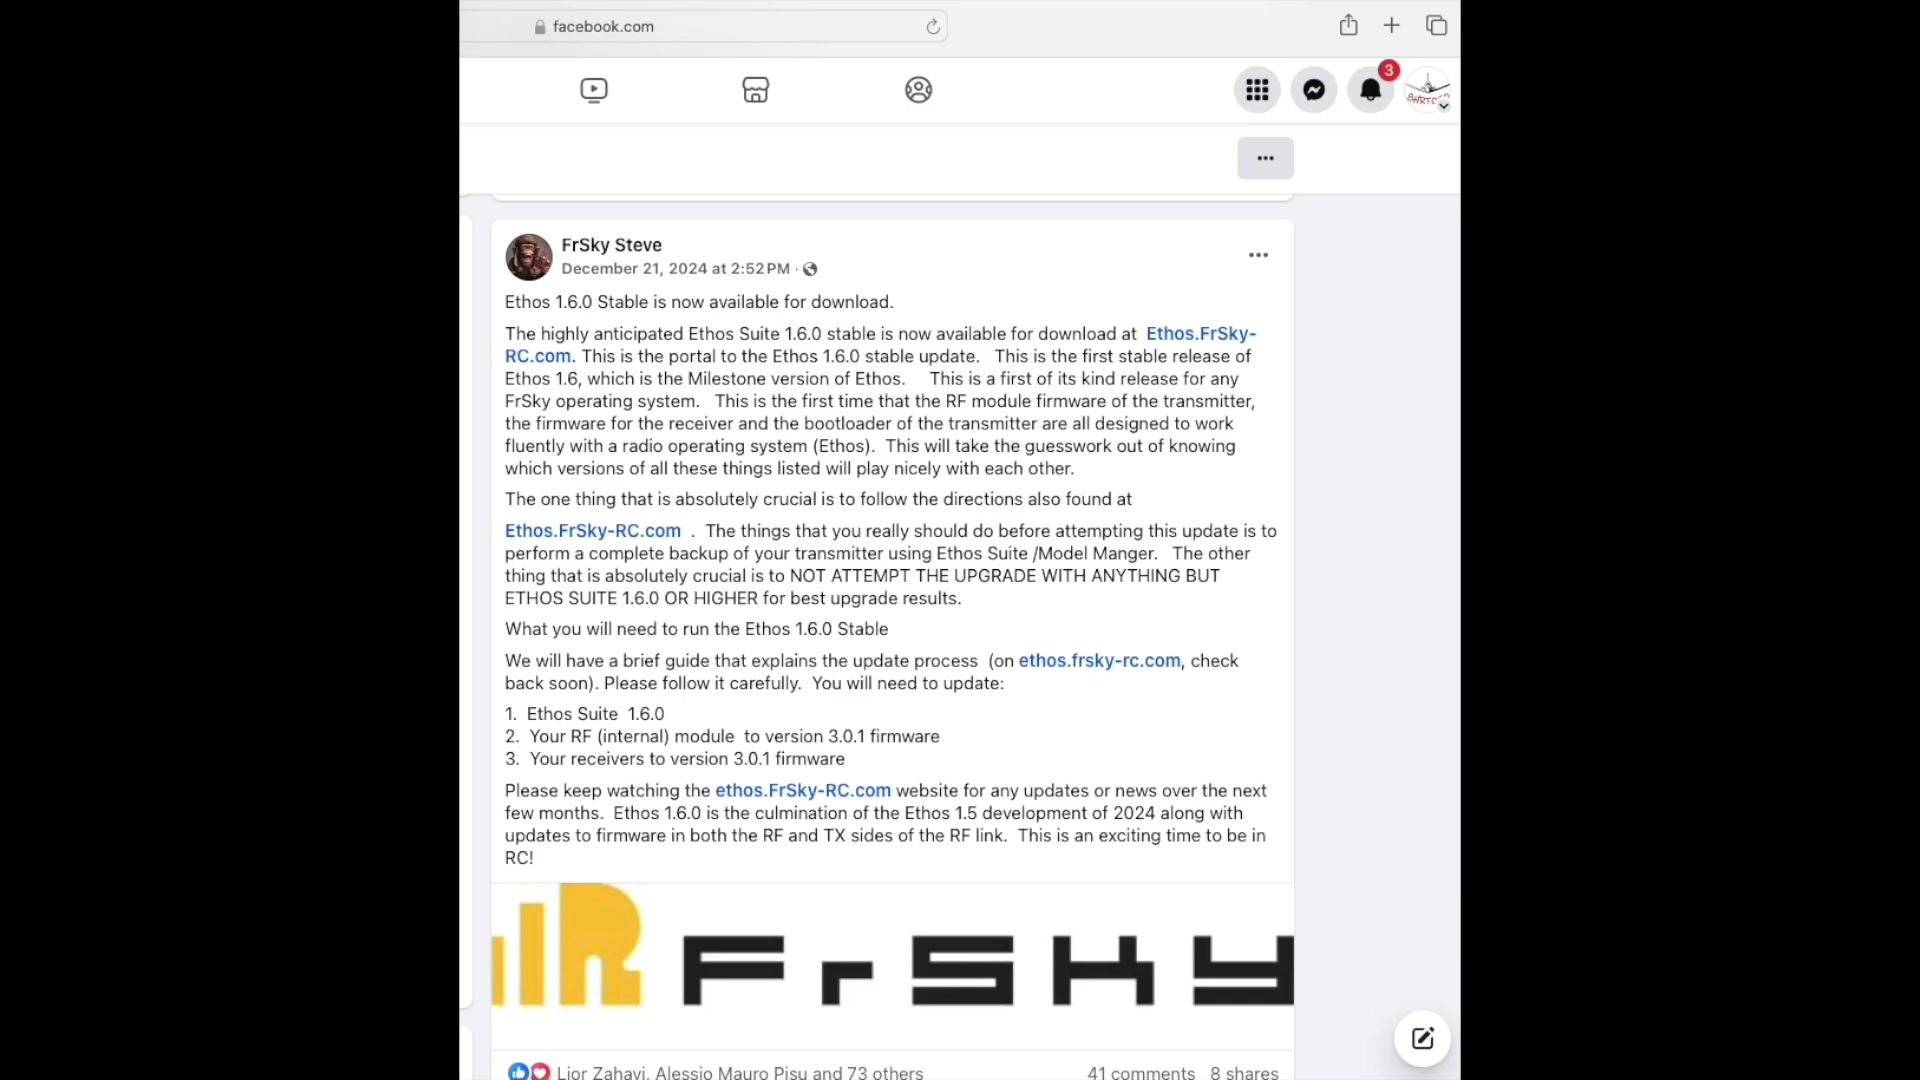 facebook.com
3
FrSky Steve
December 21, 2024 at 2:52 PM ·
Ethos 1.6.0 Stable is now available for download.
The highly anticipated Ethos Suite 1.6.0 stable is now available for download at Ethos.FrSky-
RC.com. This is the portal to the Ethos 1.6.0 stable update. This is the first stable release of
Ethos 1.6, which is the Milestone version of Ethos. This is a first of its kind release for any
FrSky operating system. This is the first time that the RF module firmware of the transmitter,
the firmware for the receiver and the bootloader of the transmitter are all designed to work
fluently with a radio operating system (Ethos). This will take the guesswork out of knowing
which versions of all these things listed will play nicely with each other.
The one thing that is absolutely crucial is to follow the directions also found at
Ethos.FrSky-RC.com . The things that you really should do before attempting this update is to
perform a complete backup of your transmitter using Ethos Suite /Model Manger. The other
thing that is absolutely crucial is to NOT ATTEMPT THE UPGRADE WITH ANYTHING BUT
ETHOS SUITE 1.6.0 OR HIGHER for best upgrade results.
What you will need to run the Ethos 1.6.0 Stable
We will have a brief guide that explains the update process (on ethos.frsky-rc.com, check
back soon). Please follow it carefully. You will need to update:
1. Ethos Suite 1.6.0
2. Your RF (internal) module to version 3.0.1 firmware
3. Your receivers to version 3.0.1 firmware
Please keep watching the ethos.FrSky-RC.com website for any updates or news over the next
few months. Ethos 1.6.0 is the culmination of the Ethos 1.5 development of 2024 along with
updates to firmware in both the RF and TX sides of the RF link. This is an exciting time to be in
RC!
FrSky
Lior Zahavi, Alessio Mauro Pisu and 73 others 41 comments 8 shares